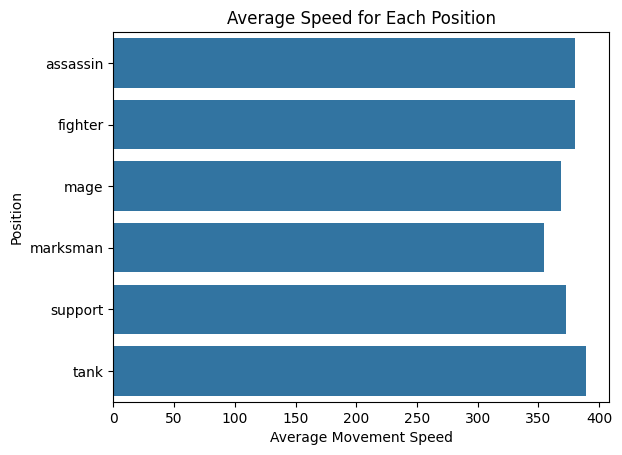 Average Speed for Each Position
Position
assassin
fighter
mage
marksman
support
tank
0 50 100 150 200 250 300 350 400
Average Movement Speed